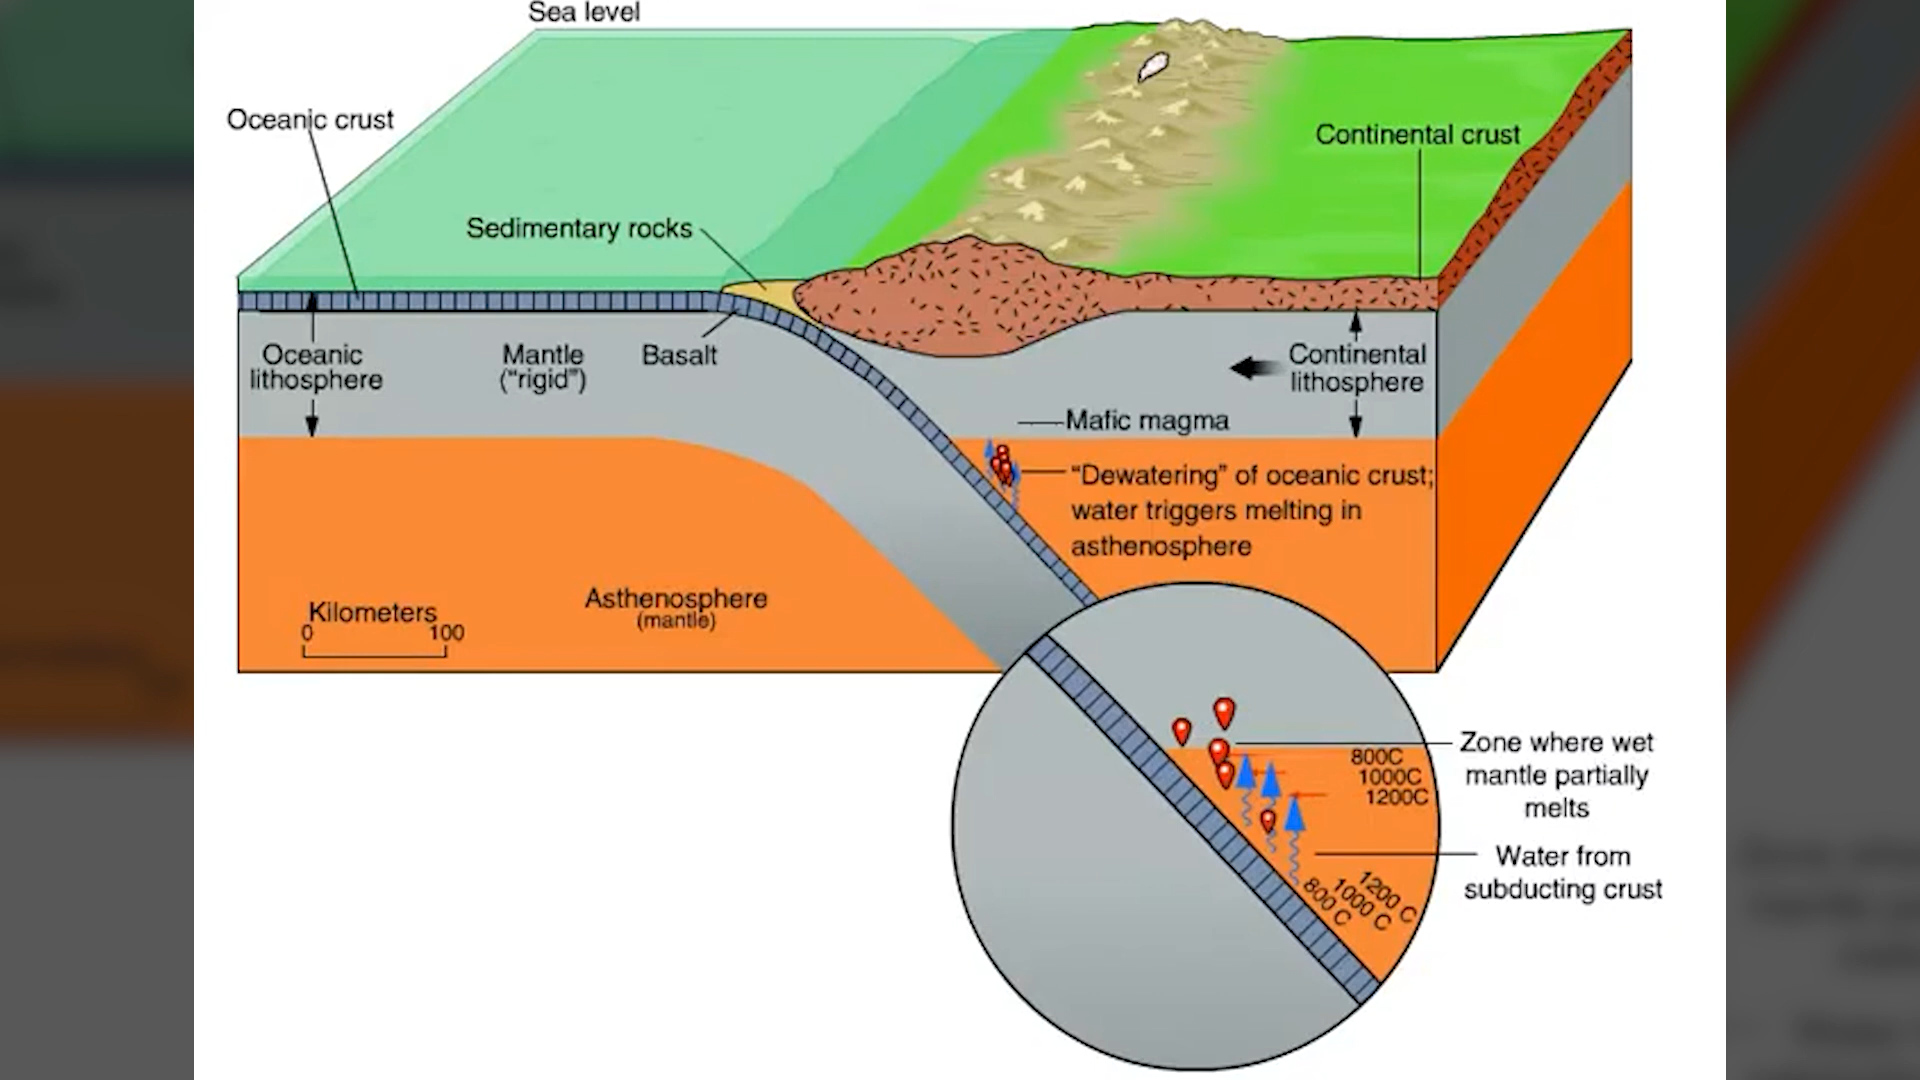 Sea level
Oceanic crust
Continental crust
Sedimentary rocks
Oceanic
lithosphere
Mantle
(“rigid”)
Basalt
Continental
lithosphere
Mafic magma
“Dewatering” of oceanic crust;
water triggers melting in
asthenosphere
Kilometers
0 100
Asthenosphere
(mantle)
800C
1000C
1200C
Zone where wet
mantle partially
melts
Water from
subducting crust
1200 C
1000 C
800 C